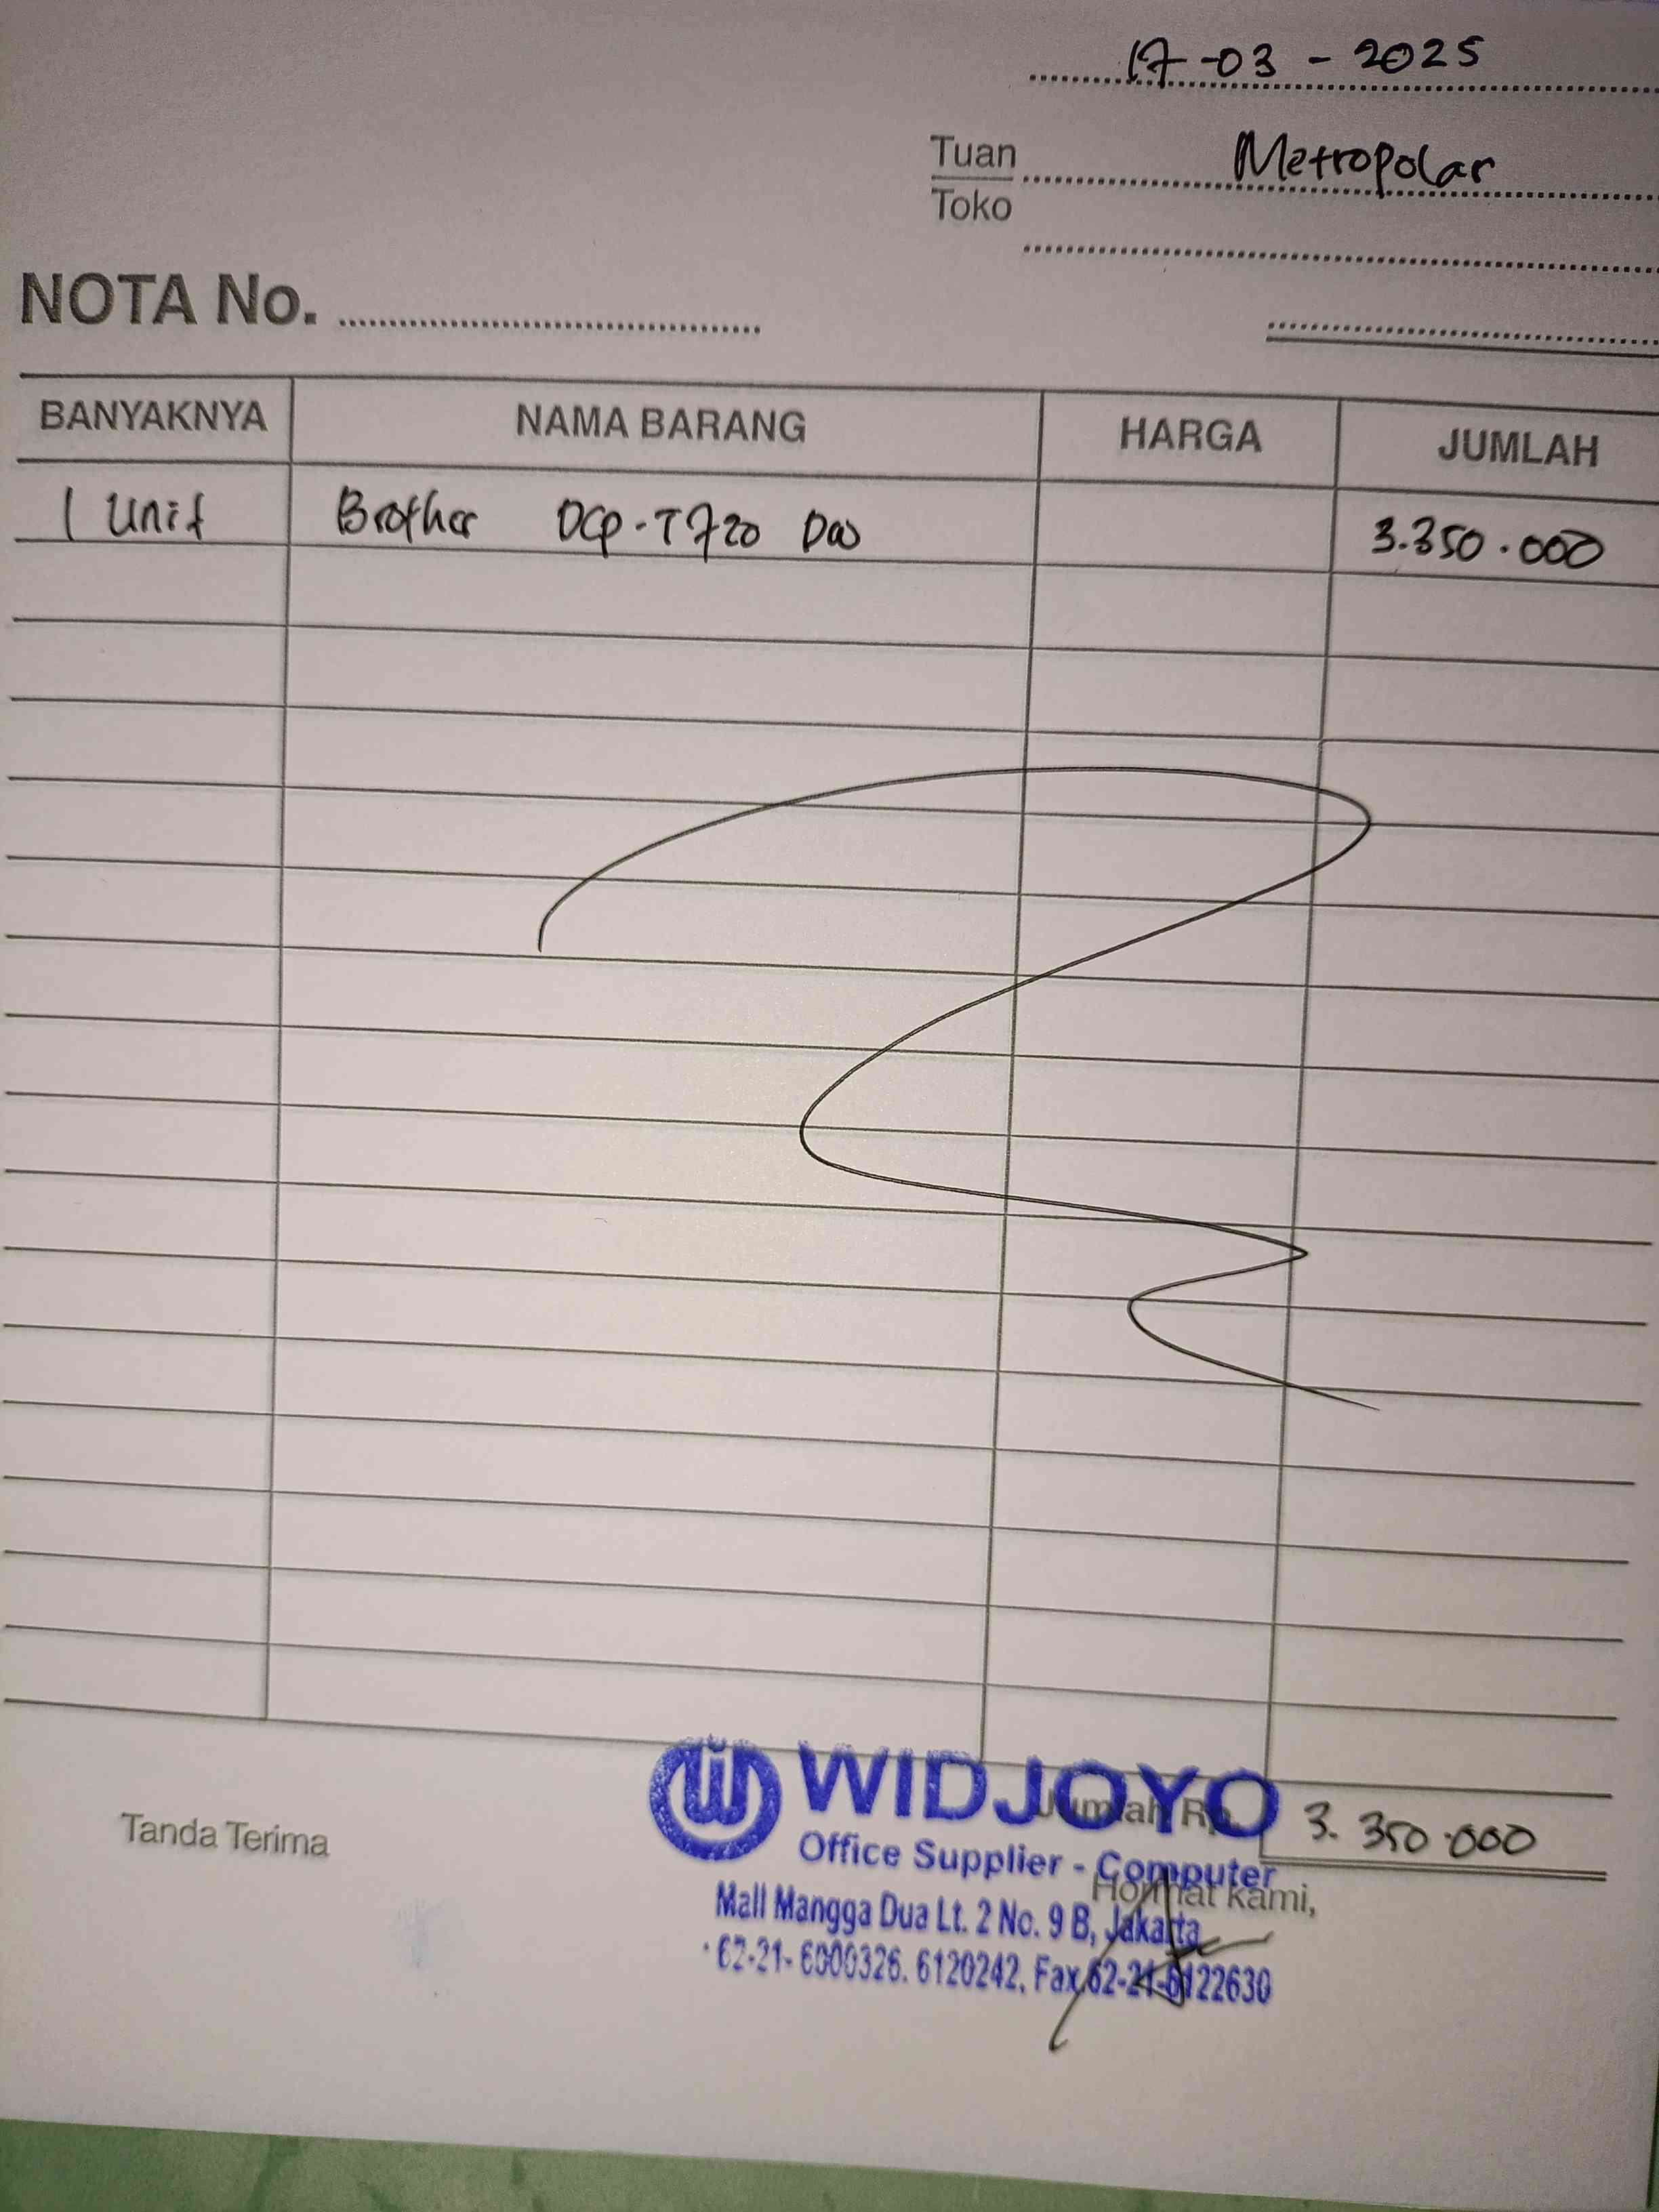 17-03-2025
Tuan Metropolar
Toko
NOTA No.
BANYAKNYA NAMA BARANG HARGA JUMLAH
1 Unit Brother DCP-T720 DW 3.350.000
WIDJOYO
Jumlah Rp. 3.350.000
Tanda Terima
Office Supplier - Computer
Hormat kami,
Mall Mangga Dua Lt. 2 No. 9 B, Jakarta
62-21- 6000326. 6120242, Fax 62-21-6122630